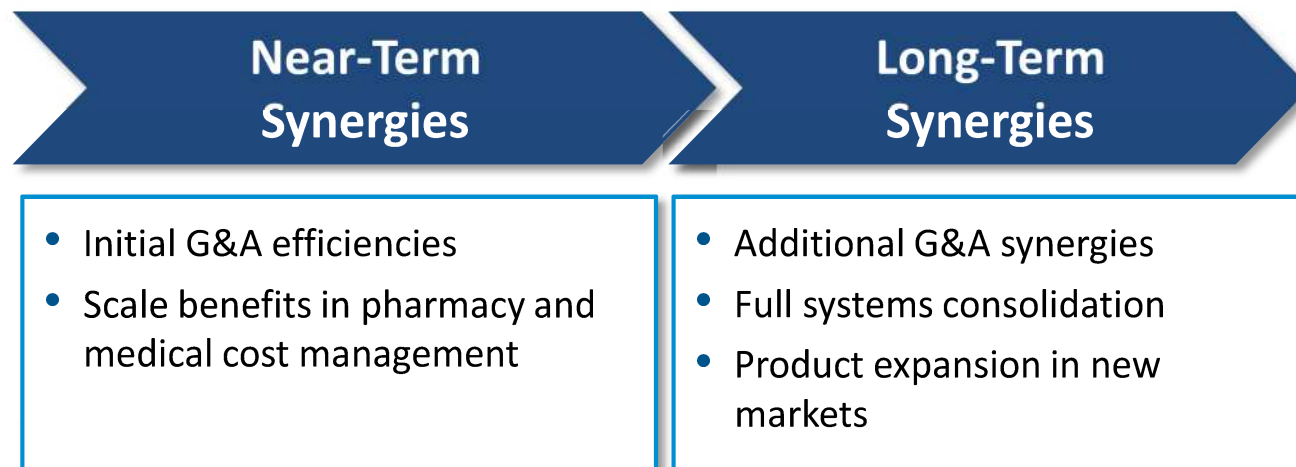 Near-Term
Synergies
Long-Term
Synergies
• Initial G&A efficiencies
• Scale benefits in pharmacy and
medical cost management
• Additional G&A synergies
• Full systems consolidation
• Product expansion in new
markets